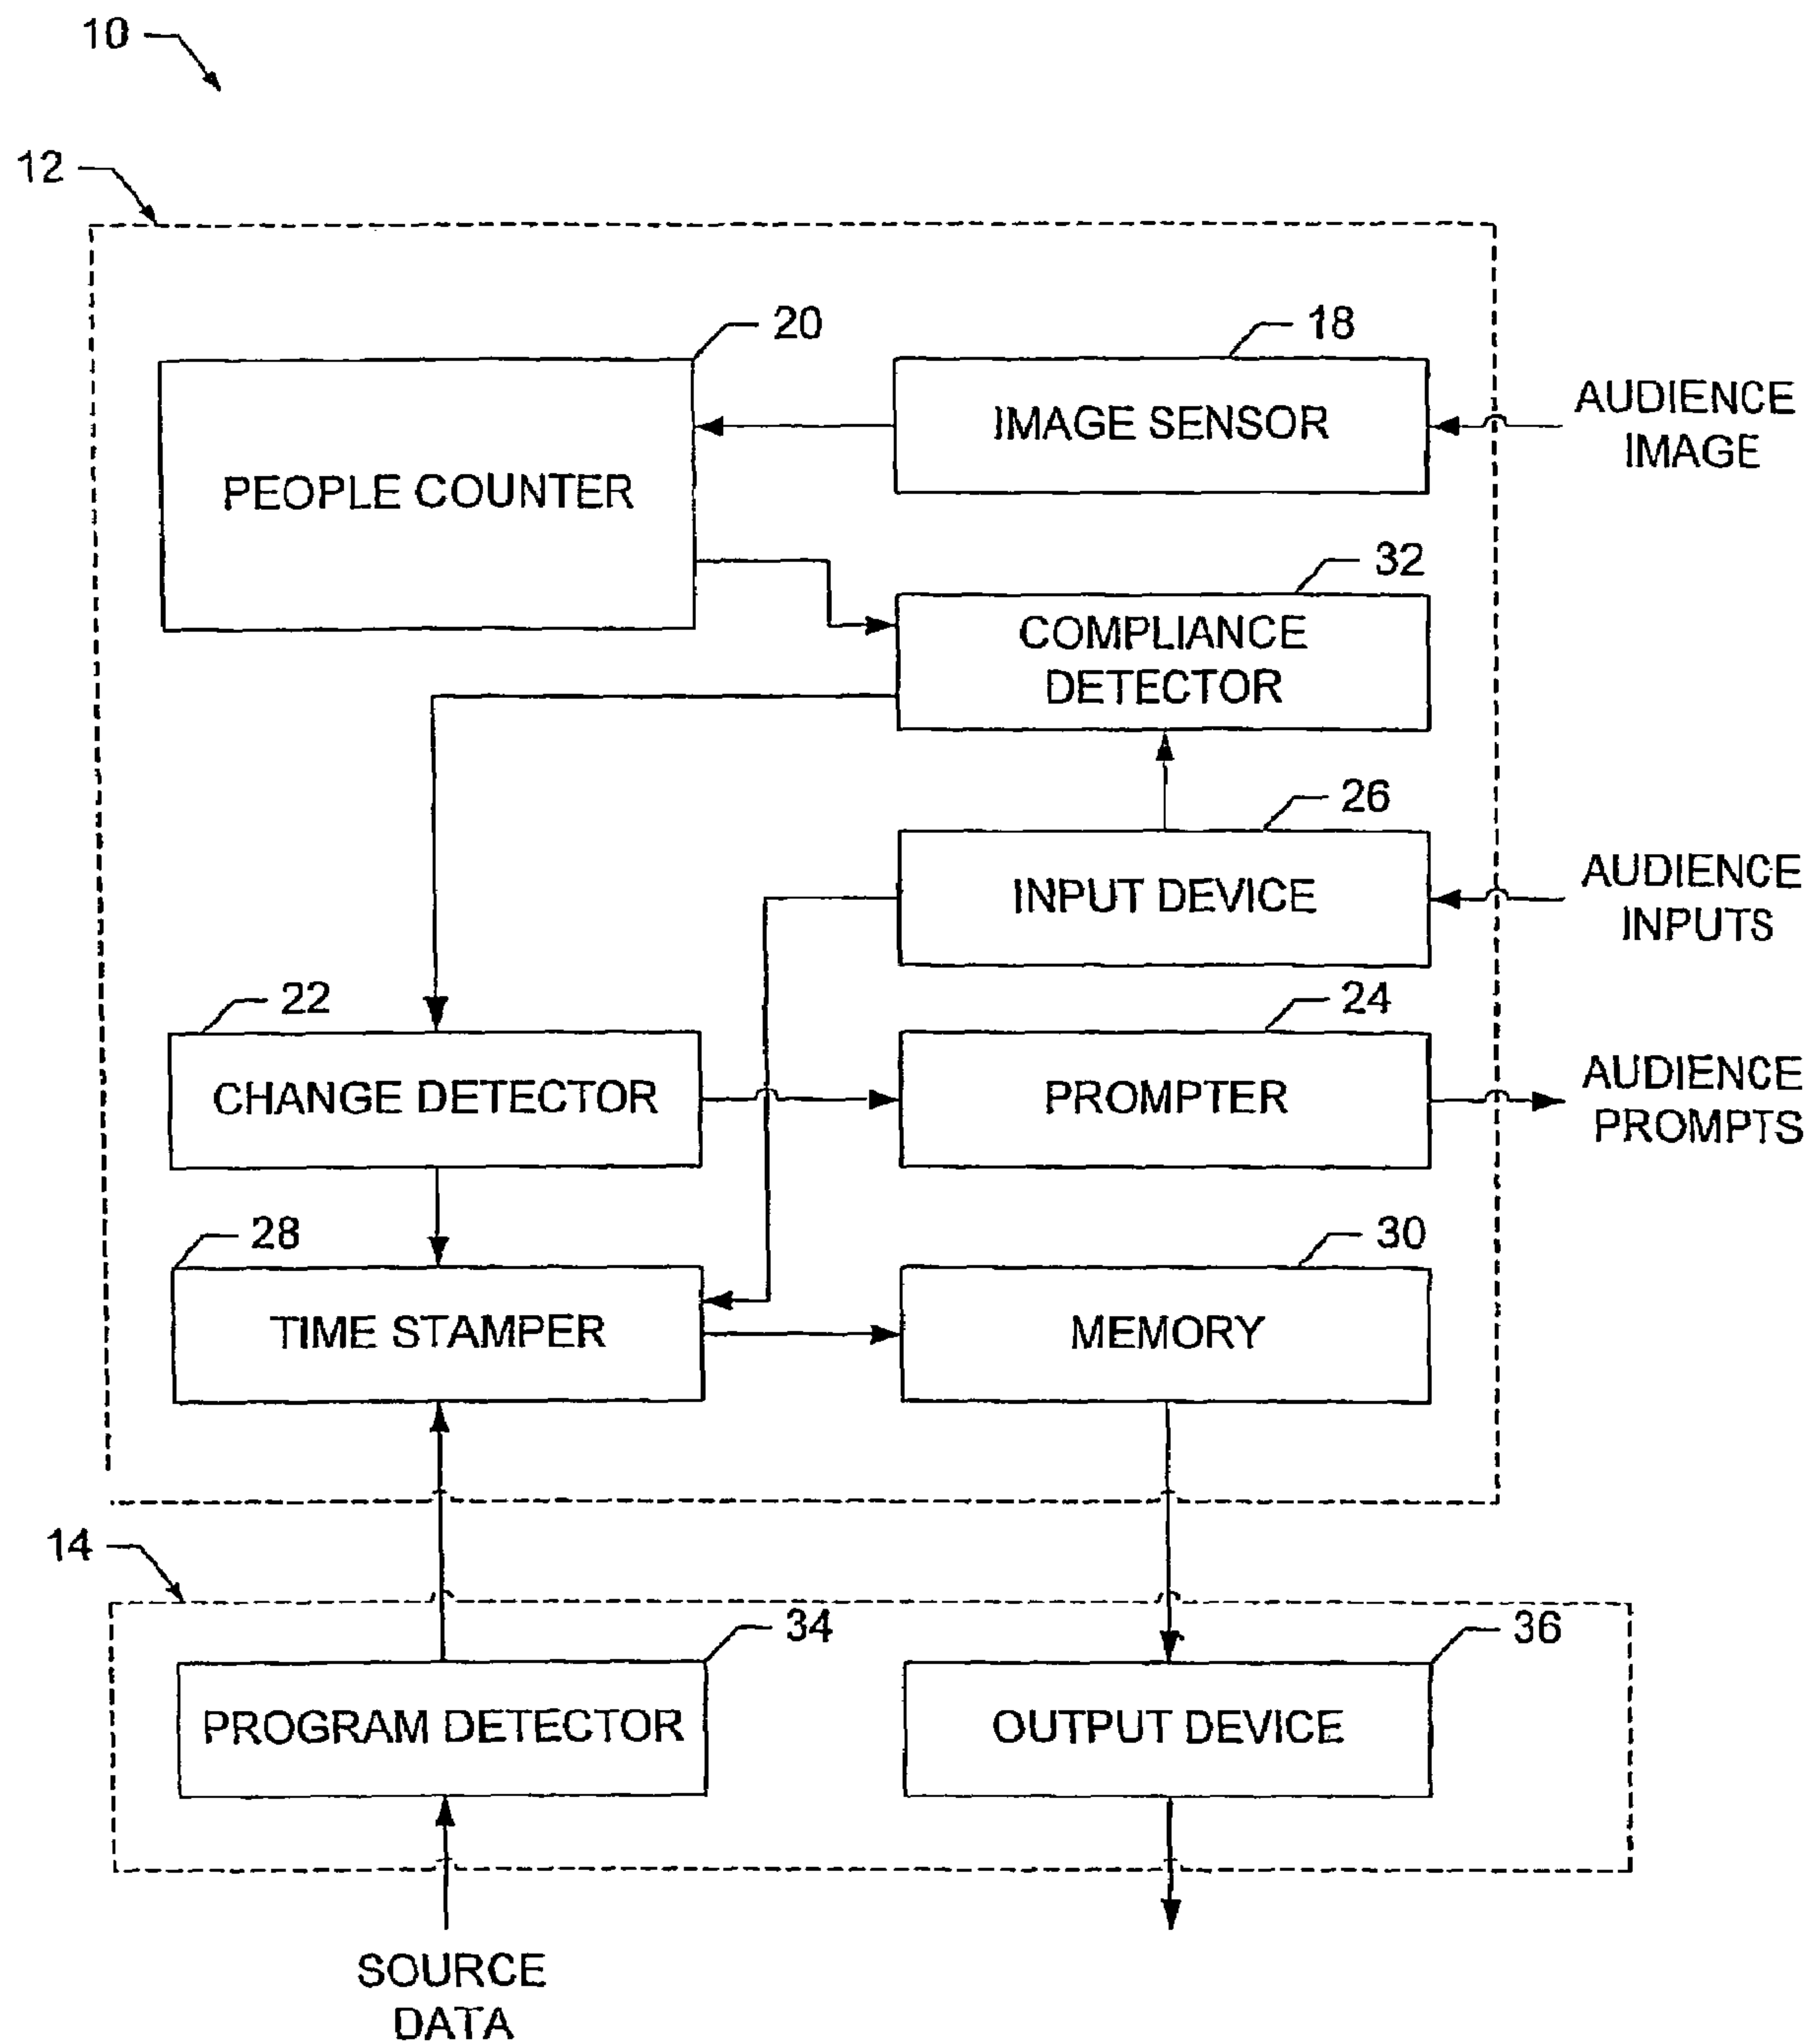 10
12
20
18
IMAGE SENSOR
AUDIENCE
IMAGE
PEOPLE COUNTER
32
COMPLIANCE
DETECTOR
26
INPUT DEVICE
AUDIENCE
INPUTS
22
24
CHANGE DETECTOR
PROMPTER
AUDIENCE
PROMPTS
28
30
TIME STAMPER
MEMORY
14
34
36
PROGRAM DETECTOR
OUTPUT DEVICE
SOURCE
DATA